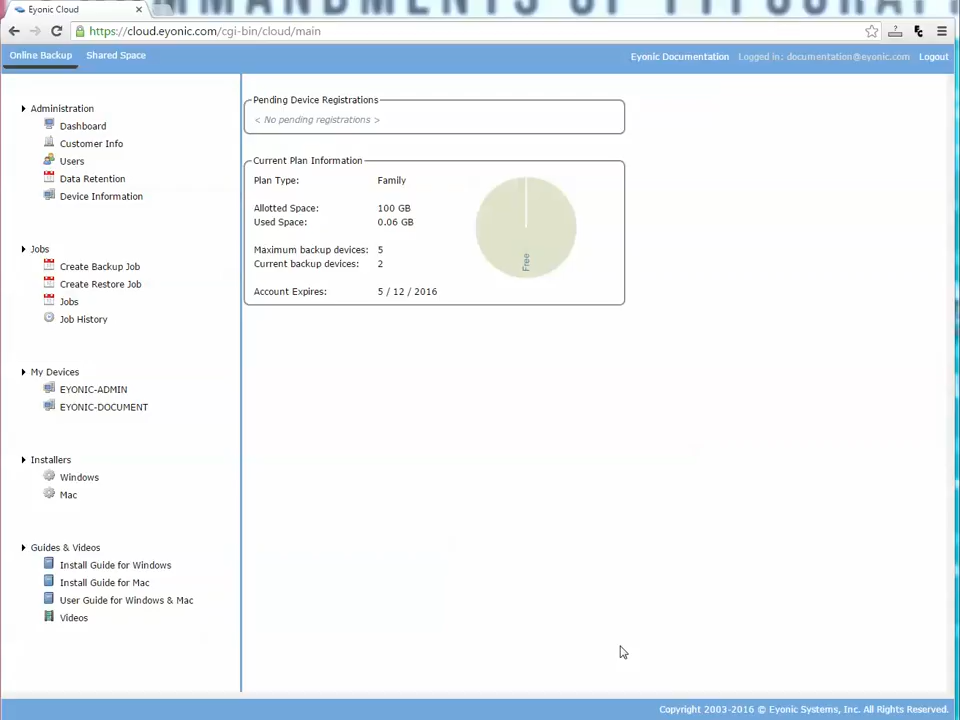 MMANDMENTS OF TYPOGRAP
Eyonic Cloud
https://cloud.eyonic.com/cgi-bin/cloud/main
Online Backup Shared Space Eyonic Documentation Logged in: documentation@eyonic.com Logout
Administration
Dashboard
Customer Info
Users
Data Retention
Device Information
Jobs
Create Backup Job
Create Restore Job
Jobs
Job History
My Devices
EYONIC-ADMIN
EYONIC-DOCUMENT
Installers
Windows
Mac
Guides & Videos
Install Guide for Windows
Install Guide for Mac
User Guide for Windows & Mac
Videos
Pending Device Registrations
< No pending registrations >
Current Plan Information
Plan Type: Family
Allotted Space: 100 GB
Used Space: 0.06 GB
Maximum backup devices: 5
Current backup devices: 2
Account Expires: 5 / 12 / 2016
Free
Copyright 2003-2016 © Eyonic Systems, Inc. All Rights Reserved.